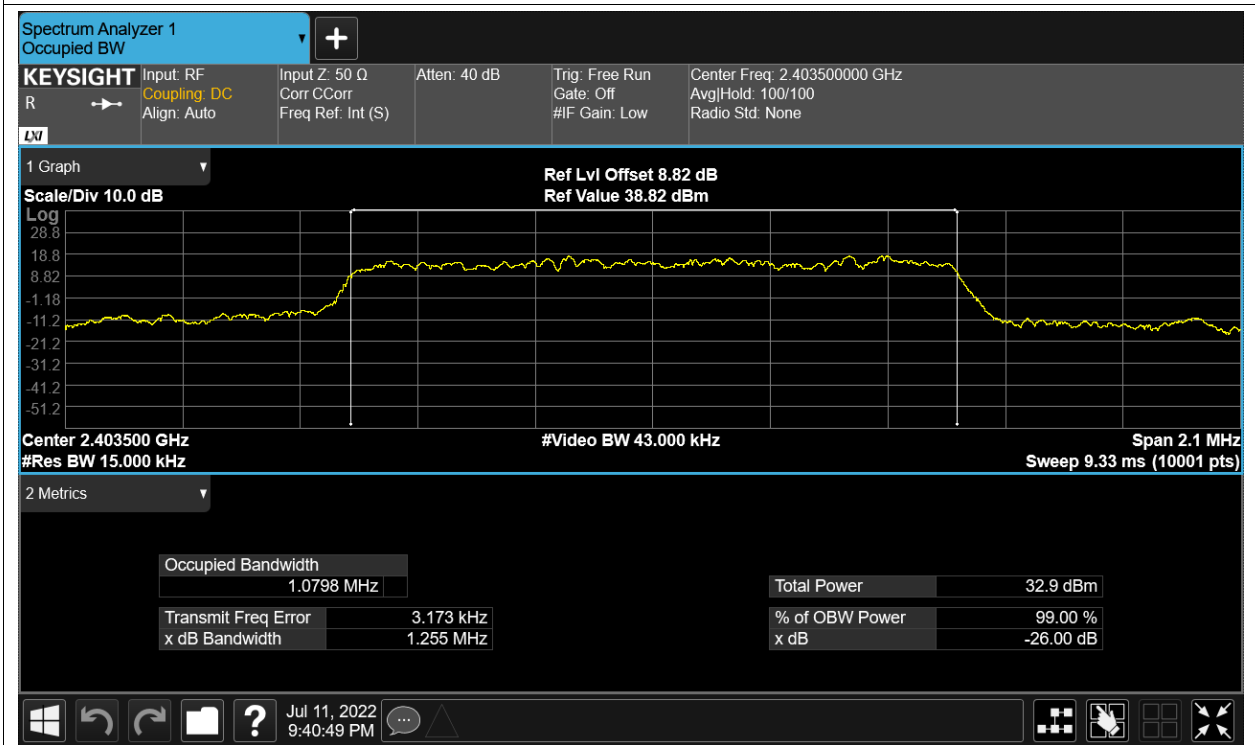 Spectrum Analyzer 1
Occupied BW
KEYSIGHT
R
LXI
Input: RF
Coupling: DC
Align: Auto
Input Z: 50 Ω
Corr CCorr
Freq Ref: Int (S)
Atten: 40 dB
Trig: Free Run
Gate: Off
#IF Gain: Low
Center Freq: 2.403500000 GHz
Avg|Hold: 100/100
Radio Std: None
1 Graph
Scale/Div 10.0 dB
Ref Lvl Offset 8.82 dB
Ref Value 38.82 dBm
Log
28.8
18.8
8.82
-1.18
-11.2
-21.2
-31.2
-41.2
-51.2
Center 2.403500 GHz
#Video BW 43.000 kHz
Span 2.1 MHz
#Res BW 15.000 kHz
Sweep 9.33 ms (10001 pts)
2 Metrics
Occupied Bandwidth
1.0798 MHz
Total Power 32.9 dBm
Transmit Freq Error 3.173 kHz
% of OBW Power 99.00 %
x dB Bandwidth 1.255 MHz
x dB -26.00 dB
?
Jul 11, 2022
9:40:49 PM